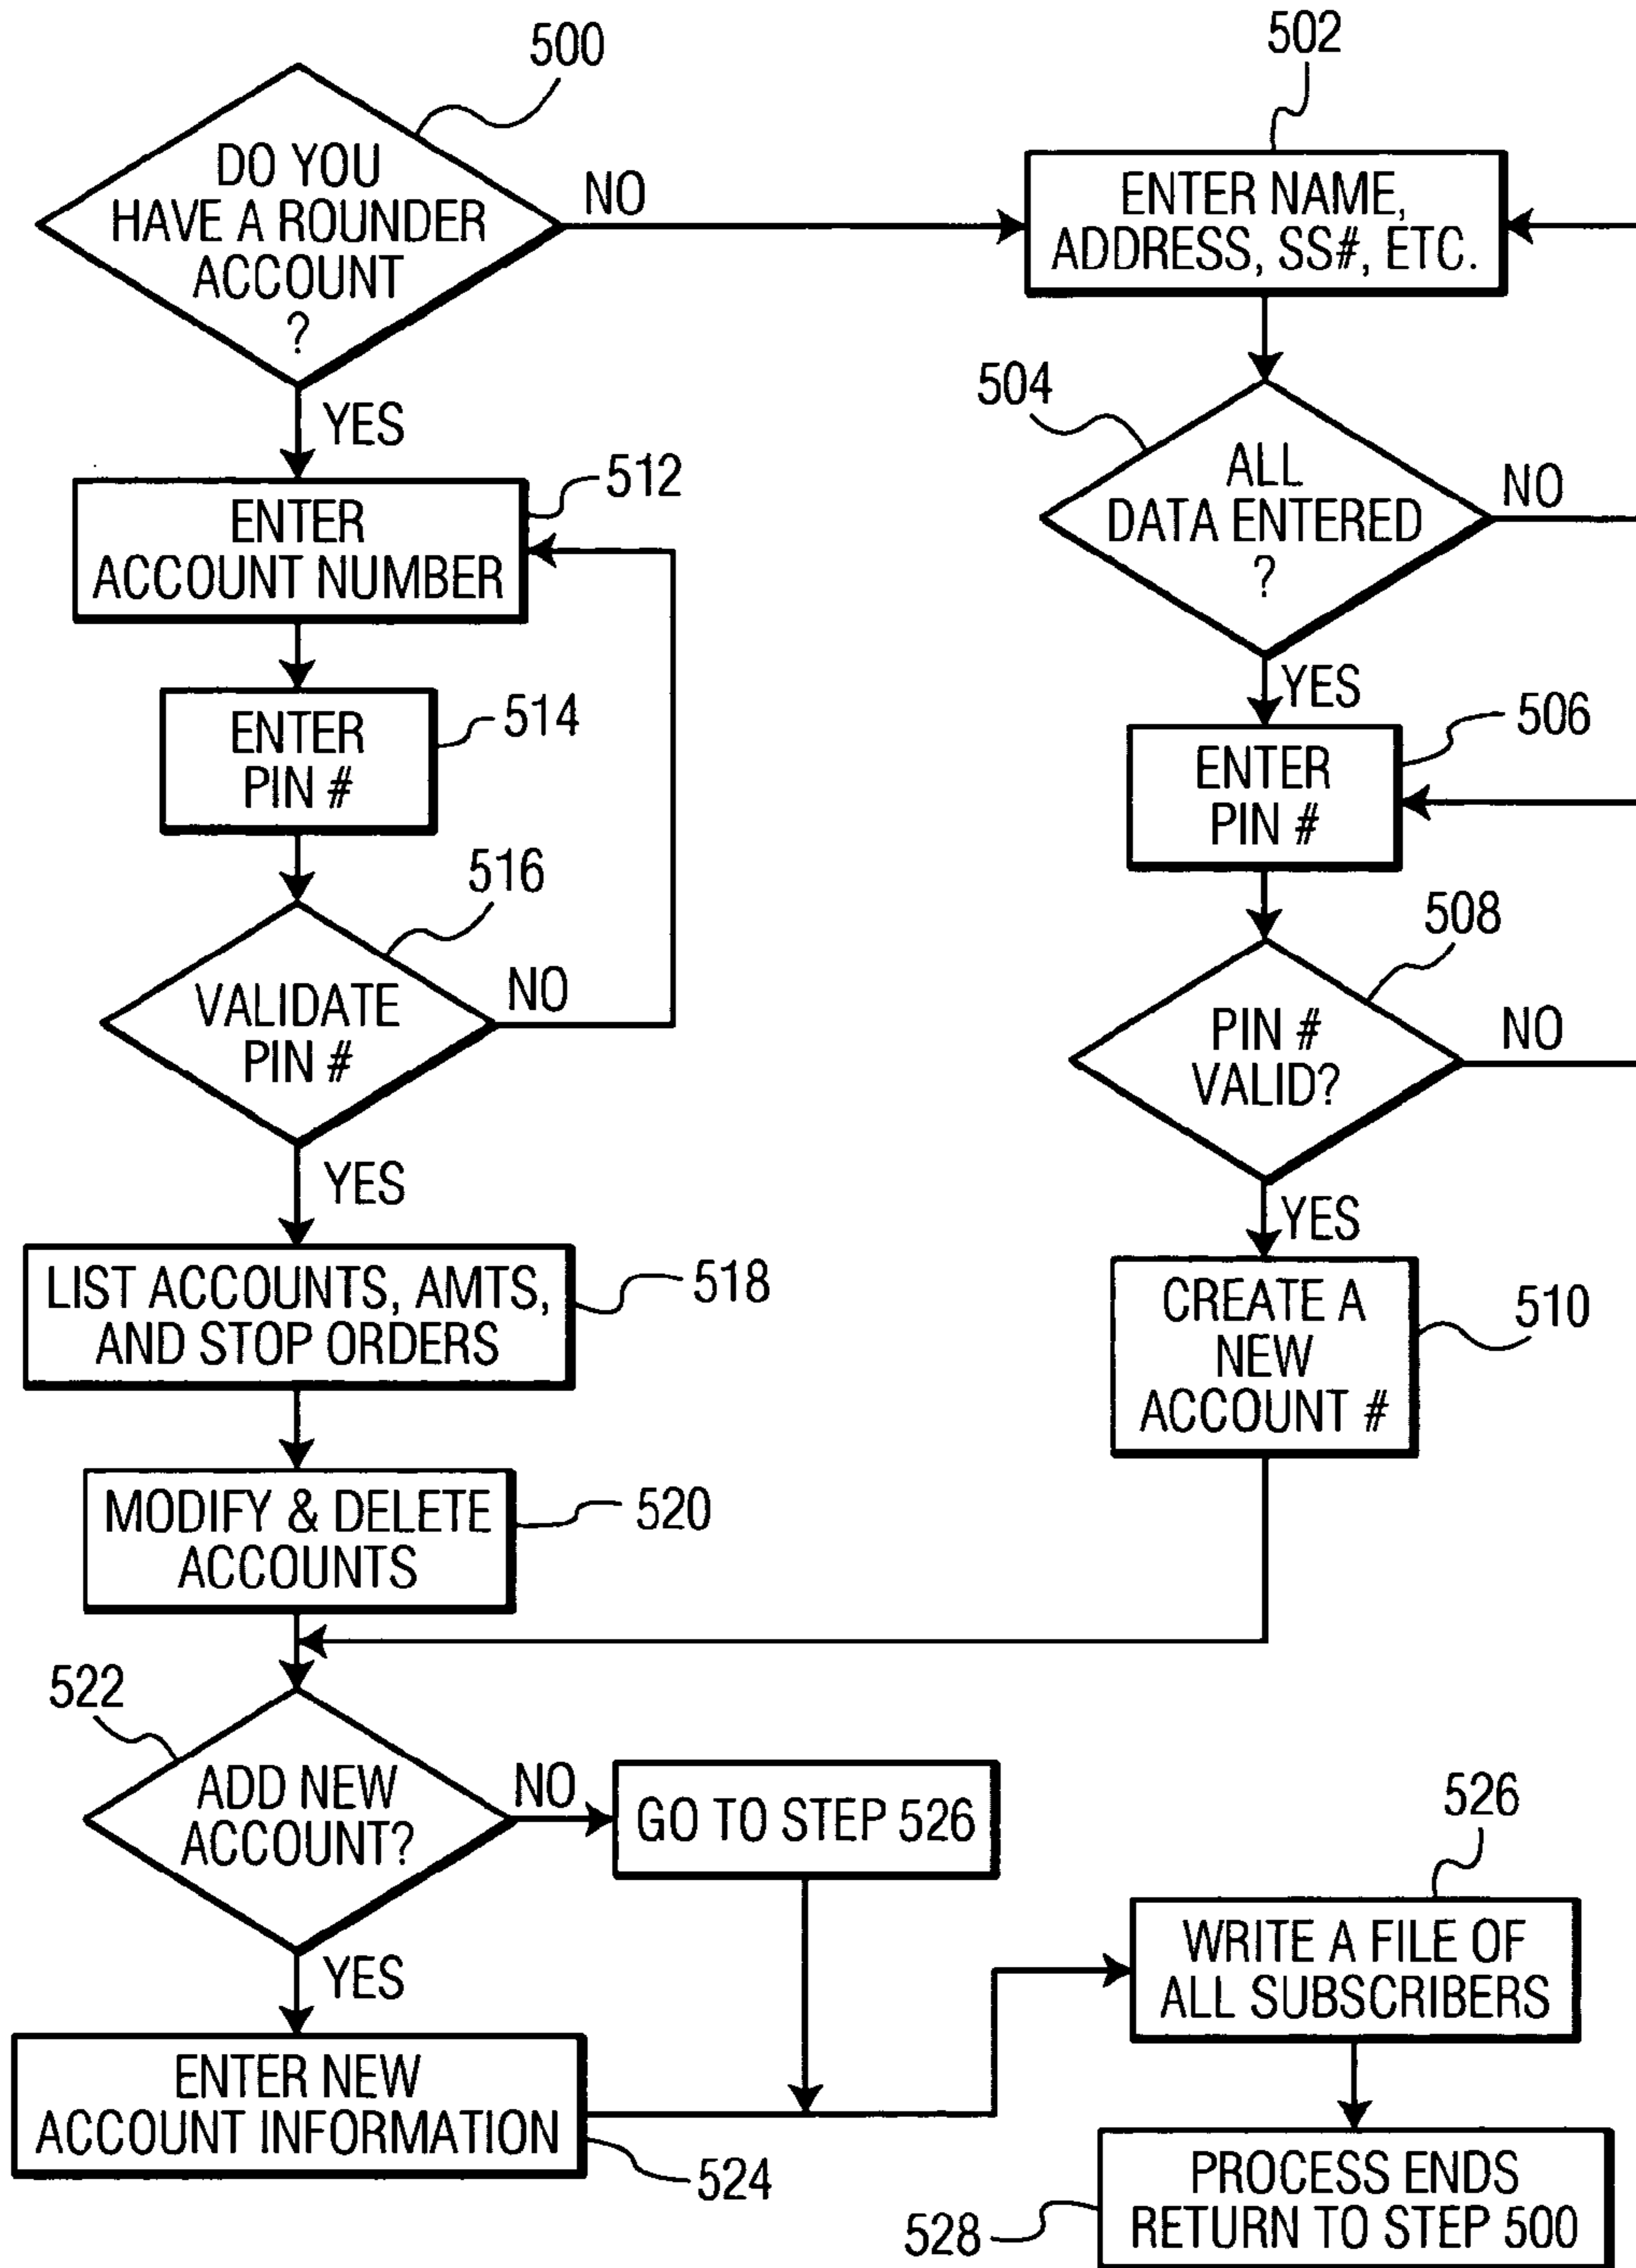 500
DO YOU
HAVE A ROUNDER
ACCOUNT
?
NO
YES
502
ENTER NAME,
ADDRESS, SS#, ETC.
504
ALL
DATA ENTERED
?
NO
YES
512
ENTER
ACCOUNT NUMBER
514
ENTER
PIN #
506
ENTER
PIN #
516
VALIDATE
PIN #
NO
YES
508
PIN #
VALID?
NO
YES
518
LIST ACCOUNTS, AMTS,
AND STOP ORDERS
510
CREATE A
NEW
ACCOUNT #
520
MODIFY & DELETE
ACCOUNTS
522
ADD NEW
ACCOUNT?
NO
GO TO STEP 526
YES
526
WRITE A FILE OF
ALL SUBSCRIBERS
ENTER NEW
ACCOUNT INFORMATION
524
PROCESS ENDS
RETURN TO STEP 500
528